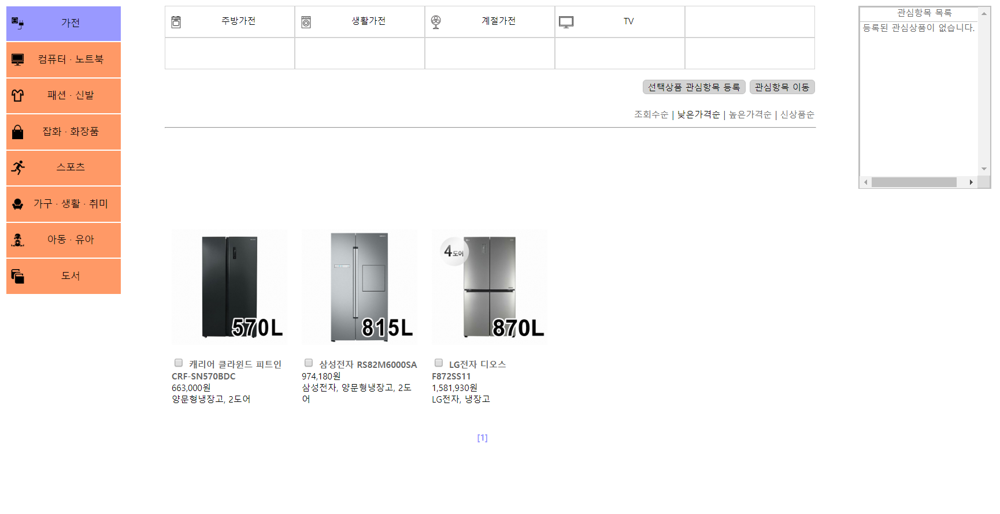 가전
컴퓨터 · 노트북
패션 · 신발
잡화 · 화장품
스포츠
가구 · 생활 · 취미
아동 · 유아
도서
주방가전
생활가전
계절가전
TV
선택상품 관심항목 등록
관심항목 이동
조회수순 | 낮은가격순 | 높은가격순 | 신상품순
관심항목 목록
등록된 관심상품이 없습니다.
570L
815L
4도어
870L
캐리어 클라윈드 피트인
CRF-SN570BDC
663,000원
양문형냉장고, 2도어
삼성전자 RS82M6000SA
974,180원
삼성전자, 양문형냉장고, 2도
어
LG전자 디오스
F872SS11
1,581,930원
LG전자, 냉장고
[1]